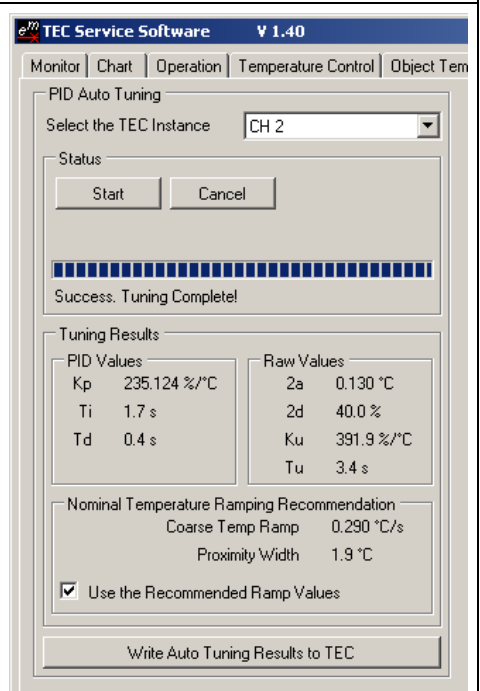 em TEC Service Software V 1.40
Monitor Chart Operation Temperature Control Object Tem
PID Auto Tuning
Select the TEC Instance CH 2
Status
Start Cancel
Success. Tuning Complete!
Tuning Results
PID Values
Kp 235.124 %/°C
Ti 1.7 s
Td 0.4 s
Raw Values
2a 0.130 °C
2d 40.0 %
Ku 391.9 %/°C
Tu 3.4 s
Nominal Temperature Ramping Recommendation
Coarse Temp Ramp 0.290 °C/s
Proximity Width 1.9 °C
Use the Recommended Ramp Values
Write Auto Tuning Results to TEC